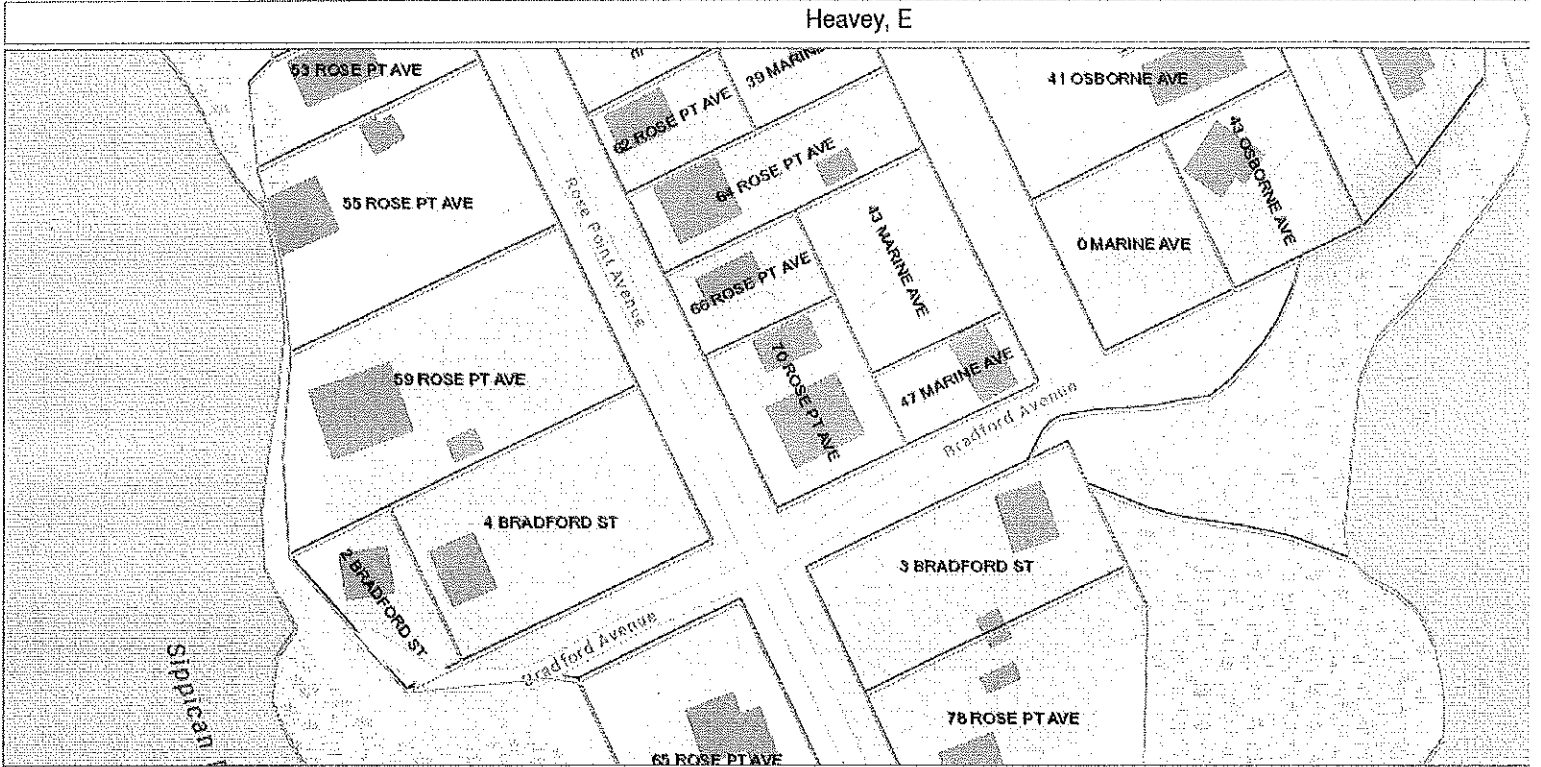 Heavey, E
53 ROSE PT AVE
39 MARINE
41 OSBORNE AVE
62 ROSE PT AVE
64 ROSE PT AVE
43 OSBORNE AVE
55 ROSE PT AVE
Rose Point Avenue
43 MARINE AVE
0 MARINE AVE
66 ROSE PT AVE
59 ROSE PT AVE
70 ROSE PT AVE
47 MARINE AVE
Bradford Avenue
4 BRADFORD ST
2 BRADFORD ST
3 BRADFORD ST
Bradford Avenue
Sippican
78 ROSE PT AVE
65 ROSE PT AVE